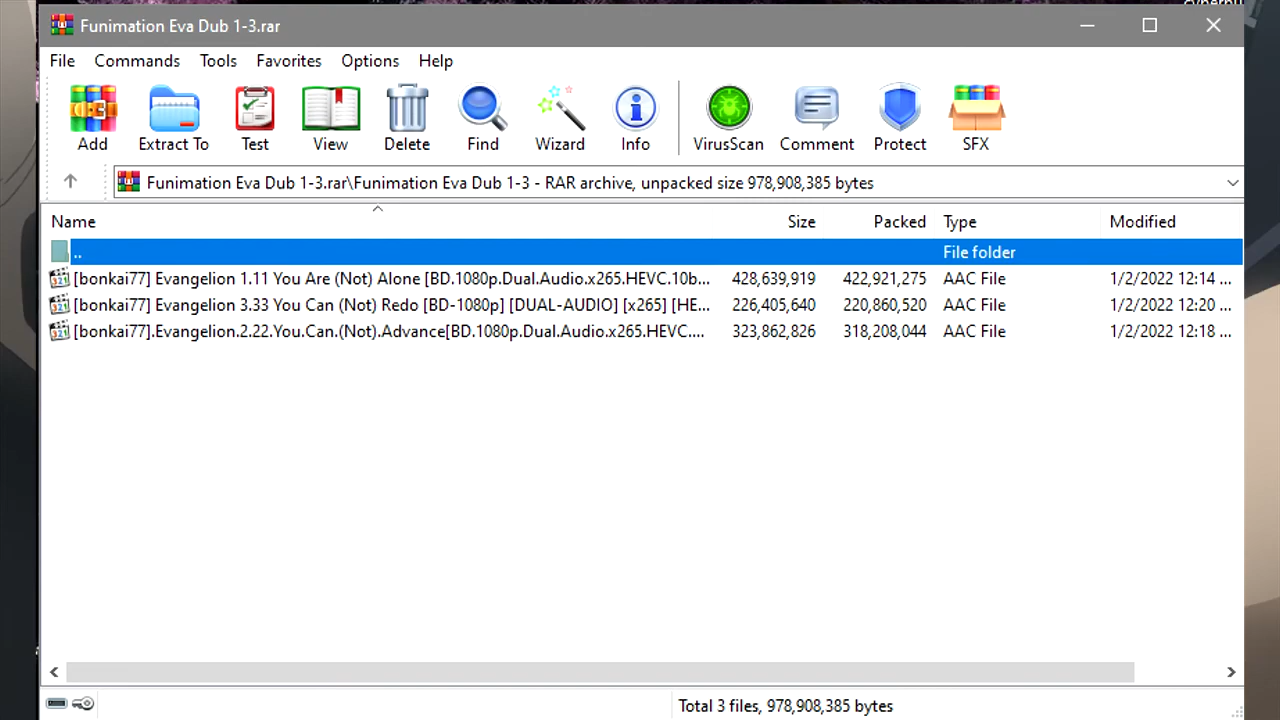 Funimation Eva Dub 1-3.rar
File Commands Tools Favorites Options Help
Add Extract To Test View Delete Find Wizard Info VirusScan Comment Protect SFX
Funimation Eva Dub 1-3.rar\Funimation Eva Dub 1-3 - RAR archive, unpacked size 978,908,385 bytes
Name Size Packed Type Modified
.. File folder
[bonkai77] Evangelion 1.11 You Are (Not) Alone [BD.1080p.Dual.Audio.x265.HEVC.10b... 428,639,919 422,921,275 AAC File 1/2/2022 12:14 ...
[bonkai77] Evangelion 3.33 You Can (Not) Redo [BD-1080p] [DUAL-AUDIO] [x265] [HE... 226,405,640 220,860,520 AAC File 1/2/2022 12:20 ...
[bonkai77].Evangelion.2.22.You.Can.(Not).Advance[BD.1080p.Dual.Audio.x265.HEVC.... 323,862,826 318,208,044 AAC File 1/2/2022 12:18 ...
Total 3 files, 978,908,385 bytes